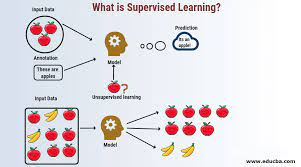 What is Supervised Learning?
Input Data
Prediction
Its an
apple!
Annotation
These are
apples
Model
?
Unsupervised learning
Input Data
Model
www.educba.com